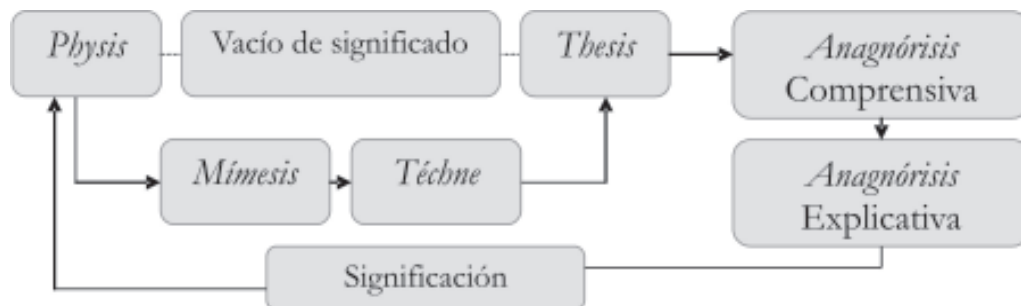 Physis
Vacío de significado
Thesis
Anagnórisis
Comprensiva
Mímesis
Téchne
Anagnórisis
Explicativa
Significación